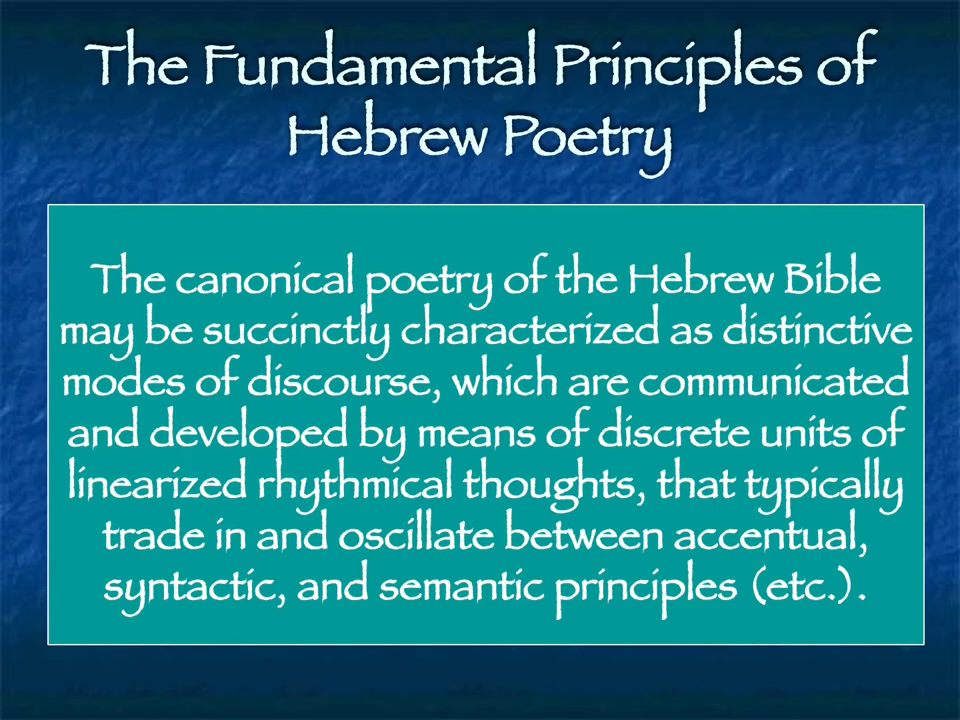 The Fundamental Principles of
Hebrew Poetry
The canonical poetry of the Hebrew Bible
may be succinctly characterized as distinctive
modes of discourse, which are communicated
and developed by means of discrete units of
linearized rhythmical thoughts, that typically
trade in and oscillate between accentual,
syntactic, and semantic principles (etc.).